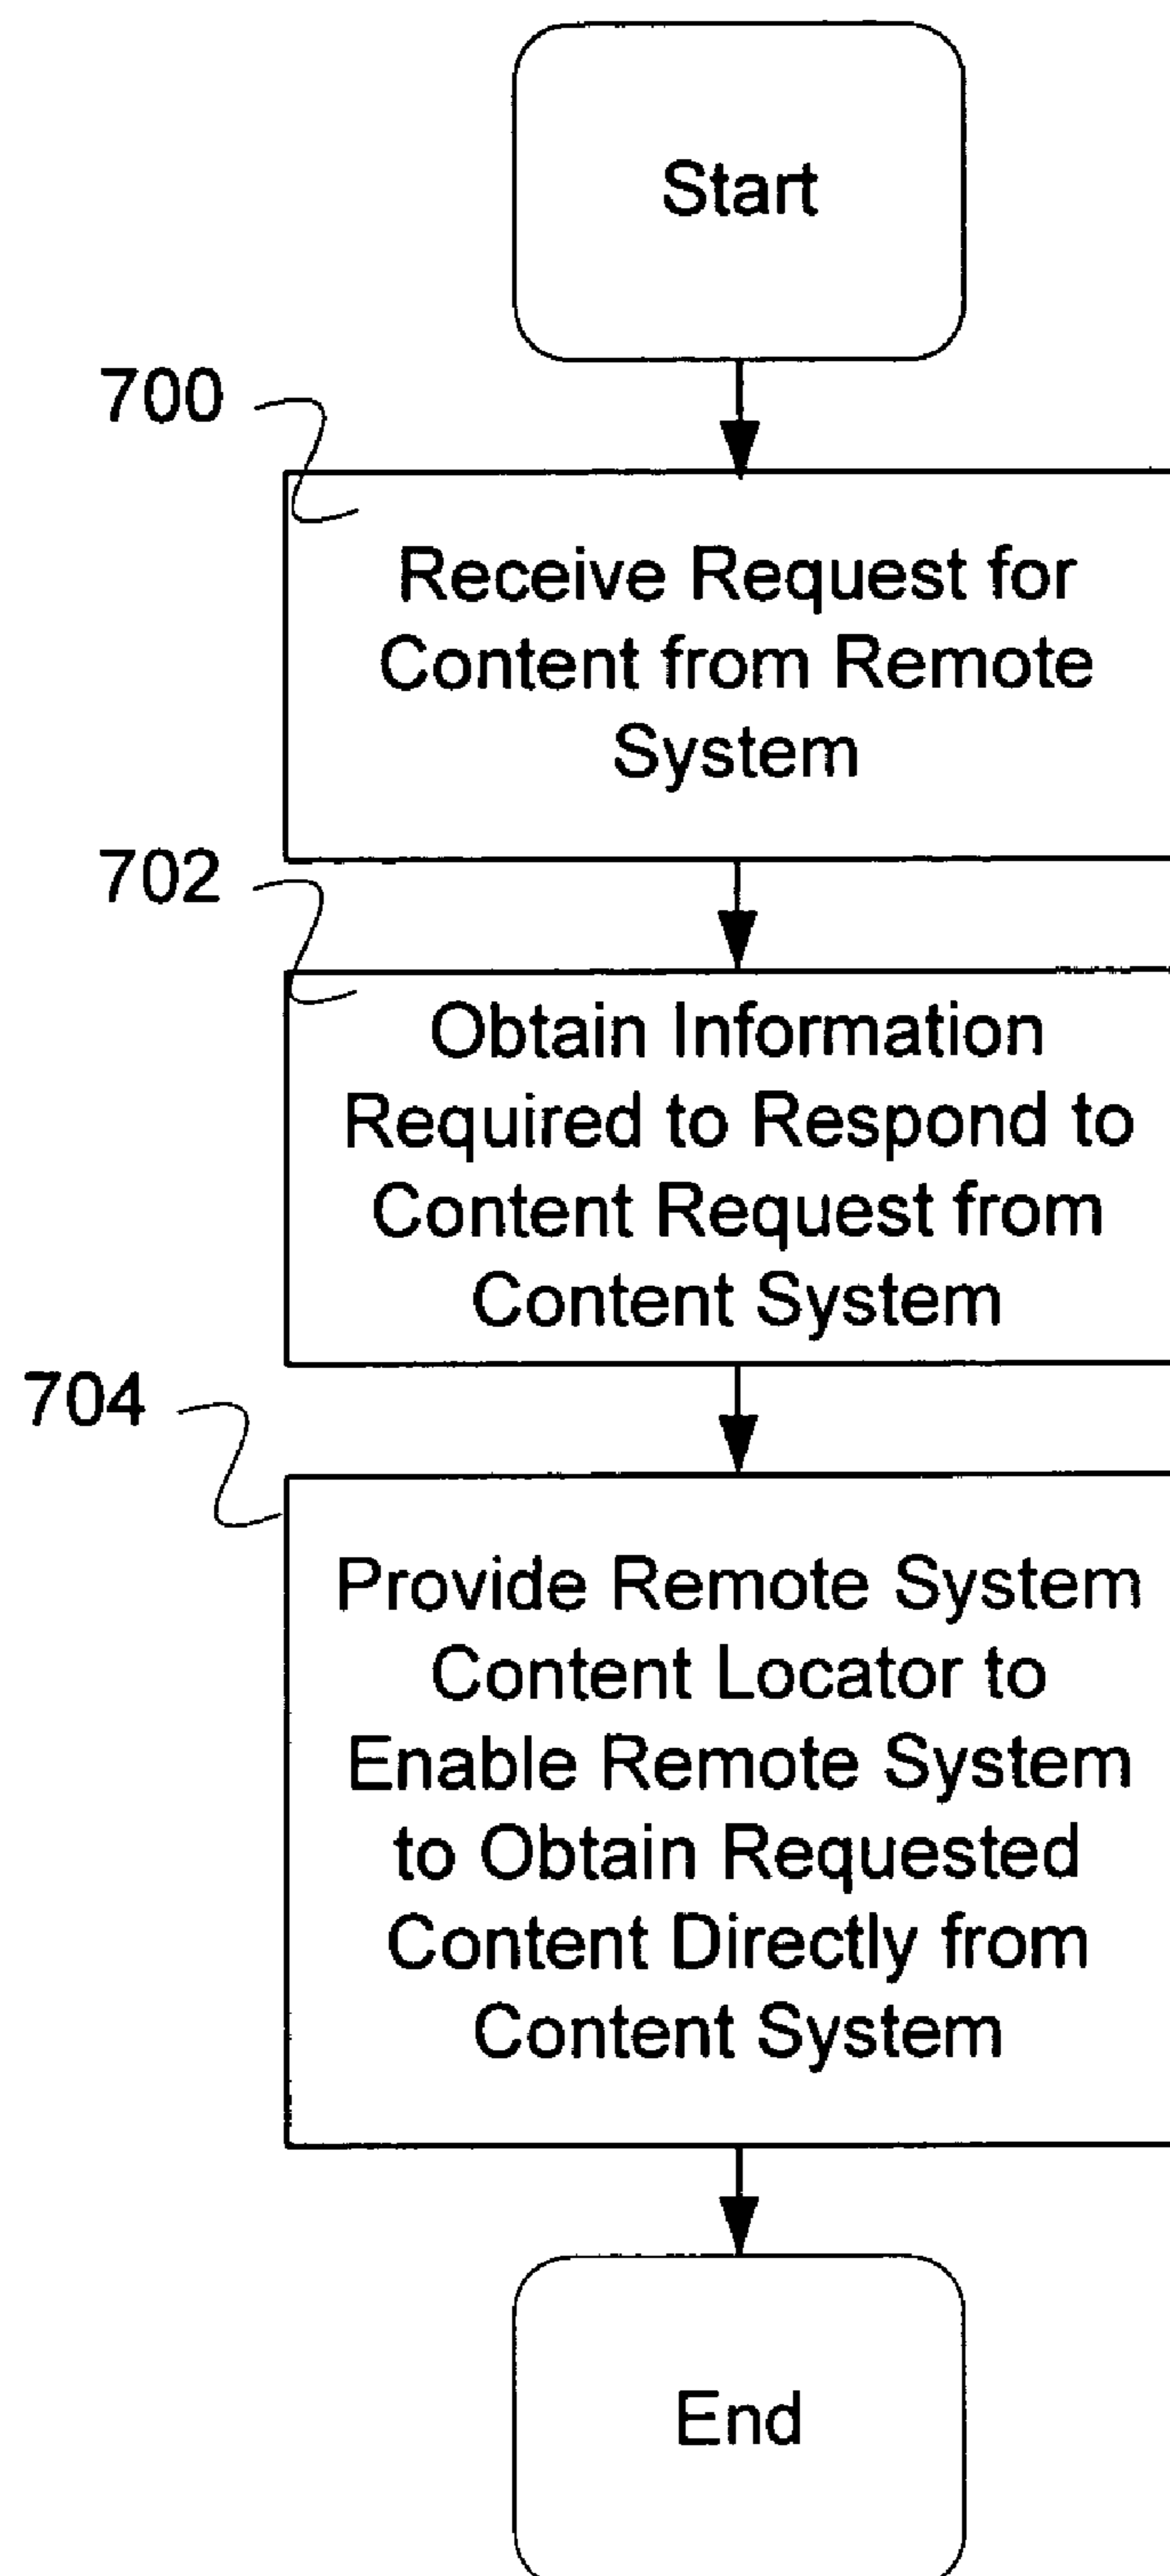 Start
700
Receive Request for
Content from Remote
System
702
Obtain Information
Required to Respond to
Content Request from
Content System
704
Provide Remote System
Content Locator to
Enable Remote System
to Obtain Requested
Content Directly from
Content System
End